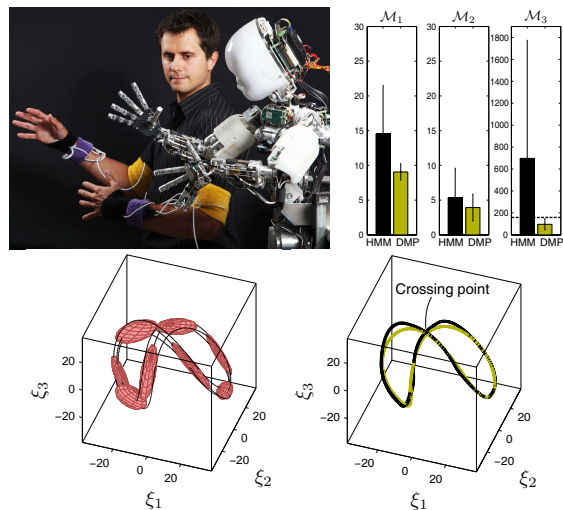 M₁ M₂ M₃
30 30 1800
25 25 1600
1400
20 20 1200
15 15 1000
800
10 10 600
5 5 400
200
0 0 0
HMM DMP HMM DMP HMM DMP
Crossing point
20 20
0 0
−20 −20
ξ₃ ξ₃
20 20
0 0
−20 −20
ξ₂ ξ₂
−20 0 20 −20 0 20
ξ₁ ξ₁